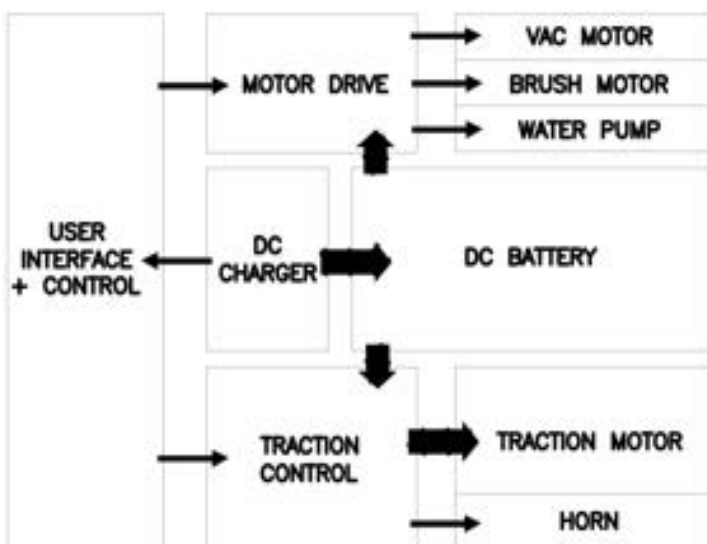 VAC MOTOR
MOTOR DRIVE
BRUSH MOTOR
WATER PUMP
USER
INTERFACE
+ CONTROL
DC
CHARGER
DC BATTERY
TRACTION
CONTROL
TRACTION MOTOR
HORN